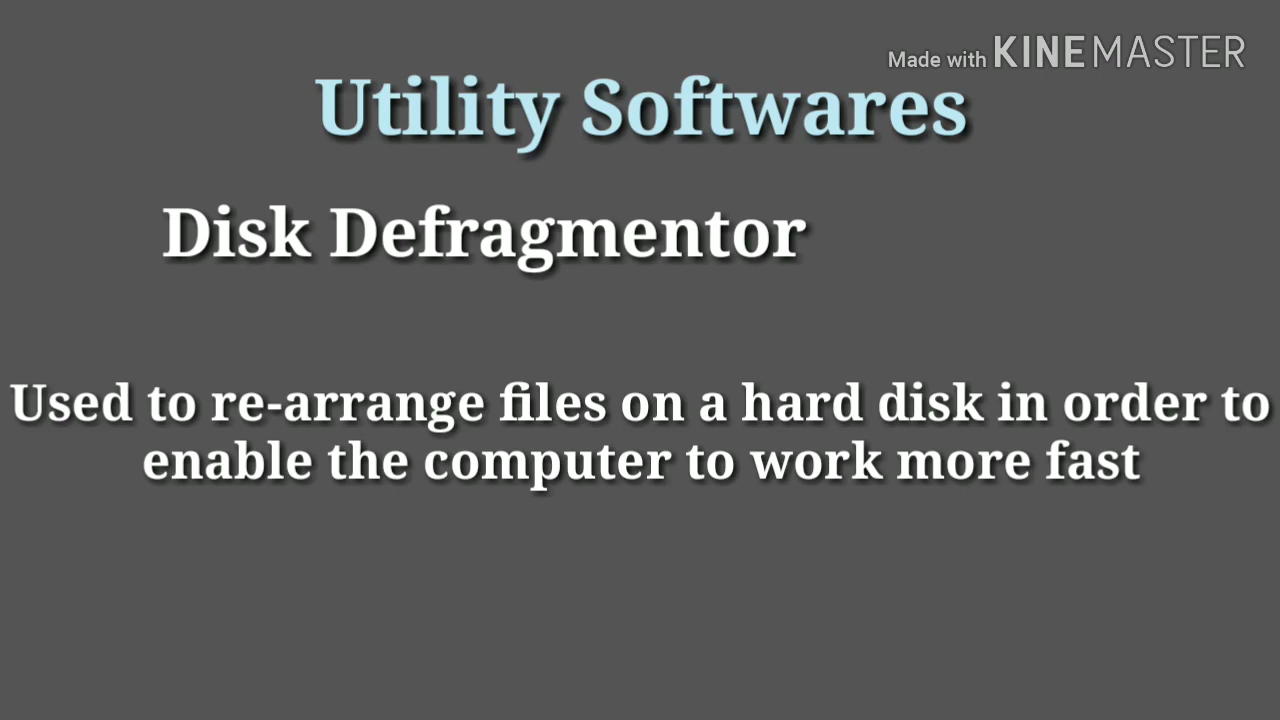 Made with KINEMASTER
Utility Softwares
Disk Defragmentor
Used to re-arrange files on a hard disk in order to
enable the computer to work more fast